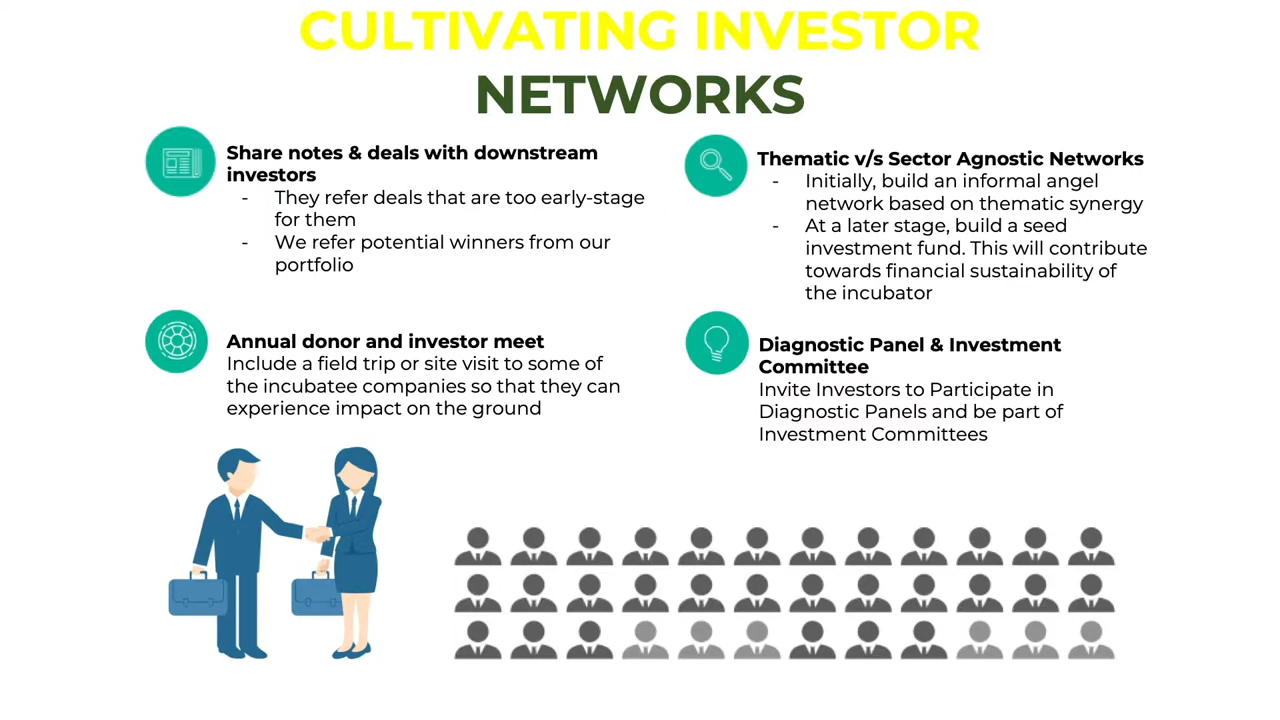 CULTIVATING INVESTOR
NETWORKS
Share notes & deals with downstream
investors
- They refer deals that are too early-stage
for them
- We refer potential winners from our
portfolio
Thematic v/s Sector Agnostic Networks
- Initially, build an informal angel
network based on thematic synergy
- At a later stage, build a seed
investment fund. This will contribute
towards financial sustainability of
the incubator
Annual donor and investor meet
Include a field trip or site visit to some of
the incubatee companies so that they can
experience impact on the ground
Diagnostic Panel & Investment
Committee
Invite Investors to Participate in
Diagnostic Panels and be part of
Investment Committees